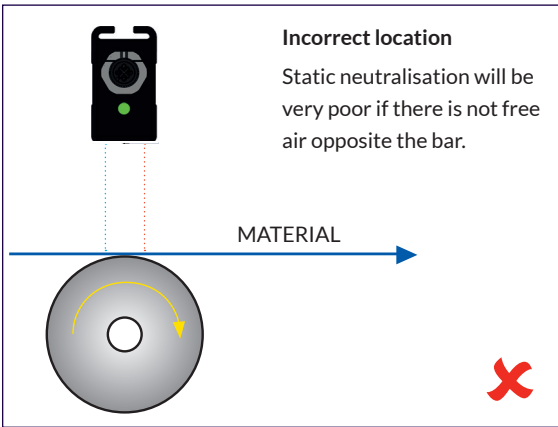 Incorrect location
Static neutralisation will be
very poor if there is not free
air opposite the bar.
MATERIAL